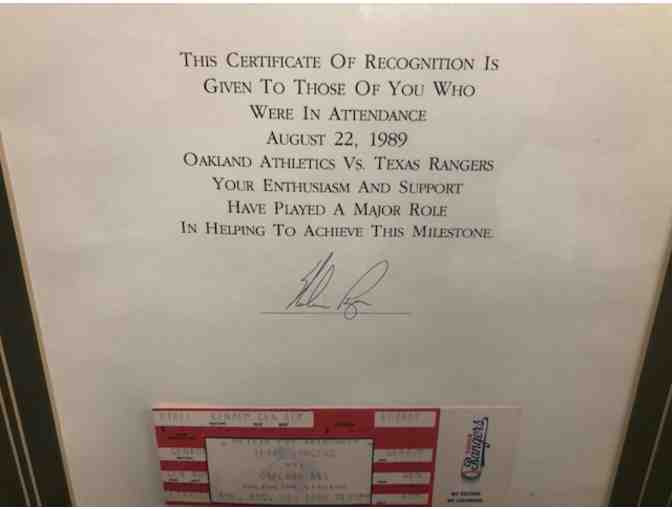 THIS CERTIFICATE OF RECOGNITION IS
GIVEN TO THOSE OF YOU WHO
WERE IN ATTENDANCE
AUGUST 22, 1989
OAKLAND ATHLETICS VS. TEXAS RANGERS
YOUR ENTHUSIASM AND SUPPORT
HAVE PLAYED A MAJOR ROLE
IN HELPING TO ACHIEVE THIS MILESTONE.
Rangers